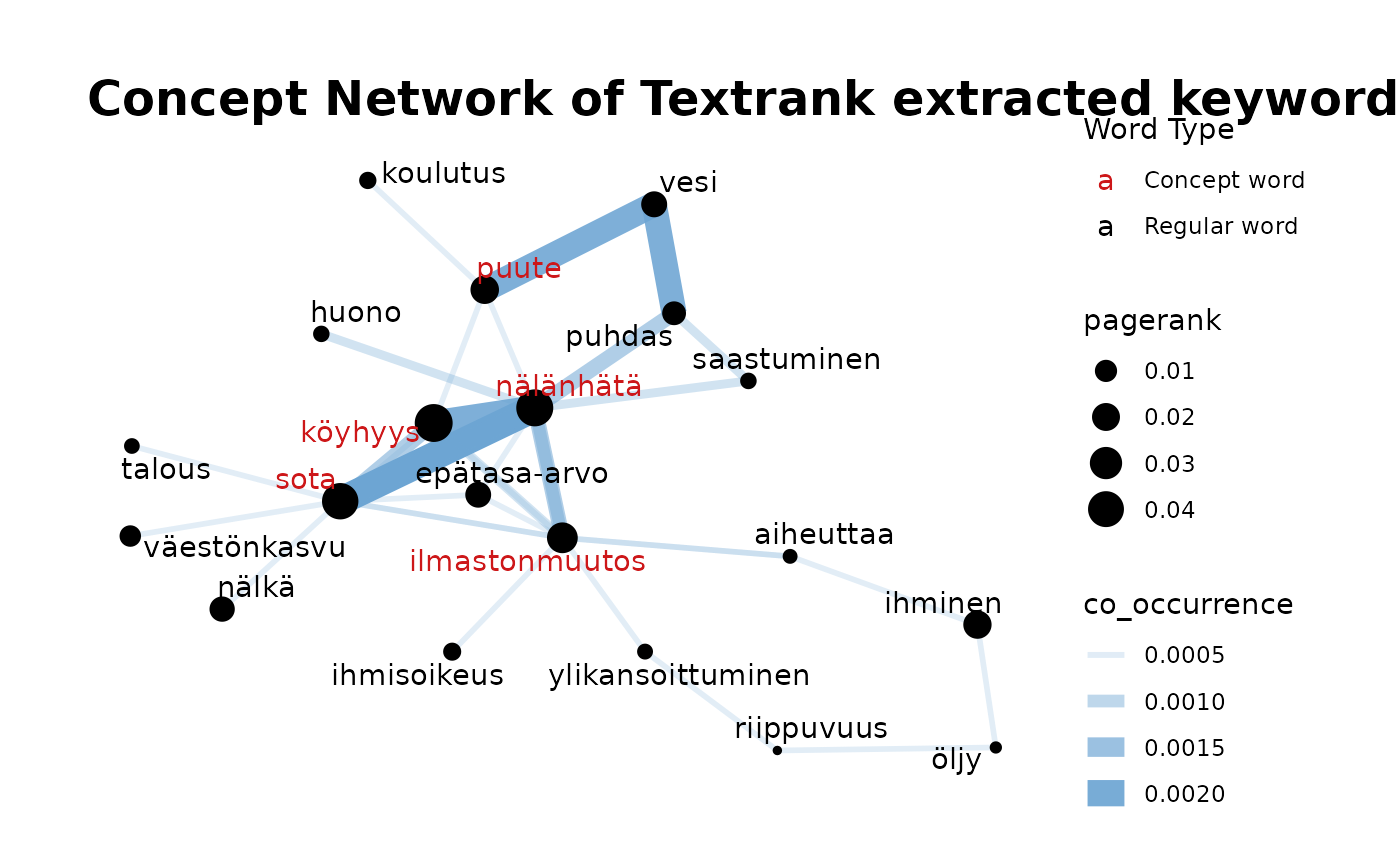 Concept Network of Textrank extracted keyword
Word Type
a Concept word
a Regular word
pagerank
0.01
0.02
0.03
0.04
co_occurrence
0.0005
0.0010
0.0015
0.0020
koulutus
vesi
puute
huono
puhdas
saastuminen
nälänhätä
köyhyys
talous
sota
epätasa-arvo
väestönkasvu
aiheuttaa
ilmastonmuutos
nälkä
ihminen
ihmisoikeus
ylikansoittuminen
riippuvuus
öljy